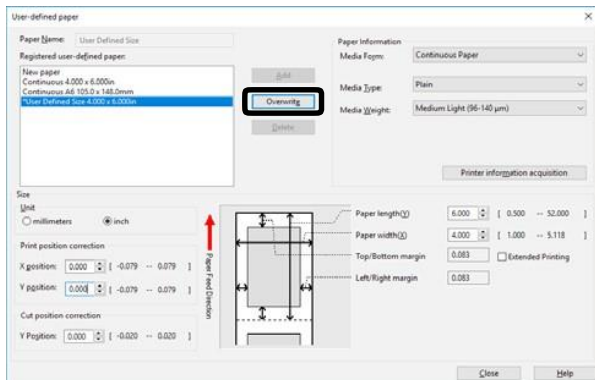 User-defined paper
Paper Name: User Defined Size
Registered user-defined paper:
New paper
Continuous 4.000 x 6.000in
Continuous A6 105.0 x 148.0mm
*User Defined Size 4.000 x 6.000in
Add
Overwrite
Delete
Paper Information
Media Form: Continuous Paper
Media Type: Plain
Media Weight: Medium Light (96-140 μm)
Printer information acquisition
Size
Unit
millimeters inch
Print position correction
X position: 0.000 [ -0.079 -- 0.079 ]
Y position: 0.000 [ -0.079 -- 0.079 ]
Cut position correction
Y Position: 0.000 [ -0.020 -- 0.020 ]
Paper Feed Direction
Paper length(Y) 6.000 [ 0.500 -- 52.000 ]
Paper width(X) 4.000 [ 1.000 -- 5.118 ]
Top/Bottom margin 0.083 Extended Printing
Left/Right margin 0.083
Close Help